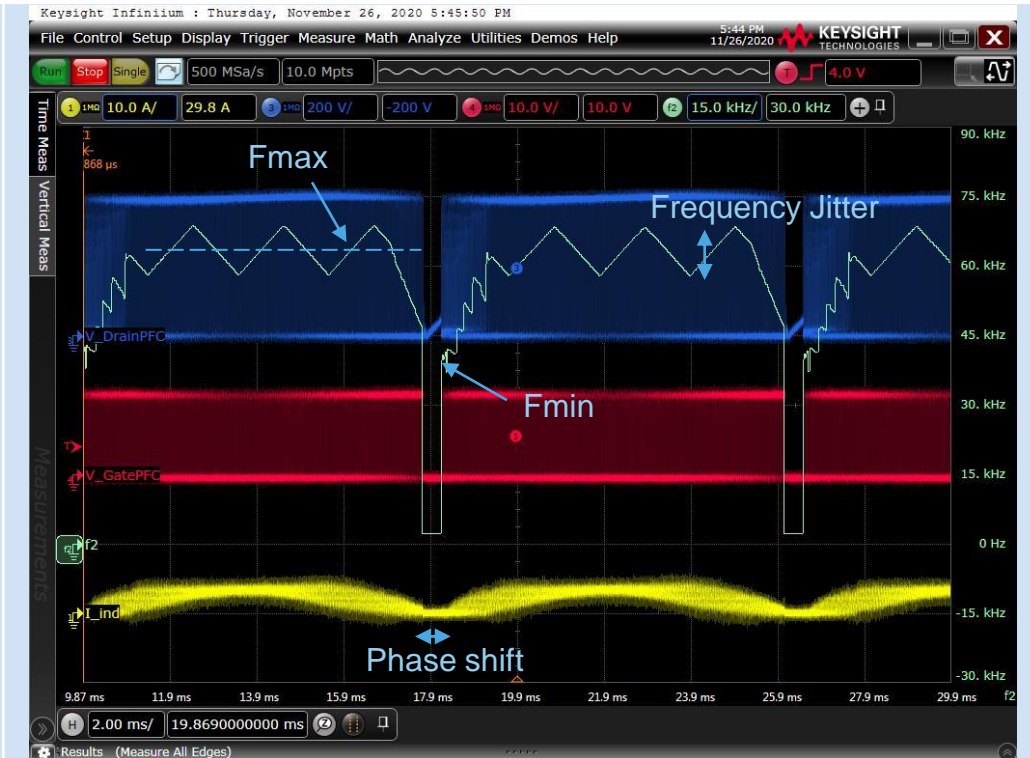 Keysight Infiniium : Thursday, November 26, 2020 5:45:50 PM
File Control Setup Display Trigger Measure Math Analyze Utilities Demos Help
5:44 PM
11/26/2020
KEYSIGHT
TECHNOLOGIES
Run Stop Single 500 MSa/s 10.0 Mpts T 4.0 V
1 1MΩ 10.0 A/ 29.8 A 3 1MΩ 200 V/ -200 V 4 1MΩ 10.0 V/ 10.0 V f2 15.0 kHz/ 30.0 kHz
Time Meas
Vertical Meas
Measurements
1
868 µs
90. kHz
Fmax
75. kHz
Frequency Jitter
60. kHz
3
V_DrainPFC
45. kHz
Fmin
30. kHz
T
V_GatePFC
15. kHz
f2 f2
0 Hz
I_ind
-15. kHz
Phase shift
-30. kHz
9.87 ms 11.9 ms 13.9 ms 15.9 ms 17.9 ms 19.9 ms 21.9 ms 23.9 ms 25.9 ms 27.9 ms 29.9 ms f2
H 2.00 ms/ 19.8690000000 ms Z
Results (Measure All Edges)